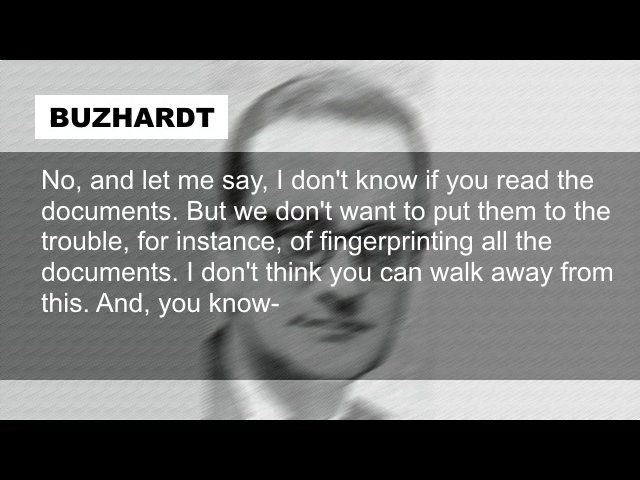 BUZHARDT
No, and let me say, I don't know if you read the
documents. But we don't want to put them to the
trouble, for instance, of fingerprinting all the
documents. I don't think you can walk away from
this. And, you know-